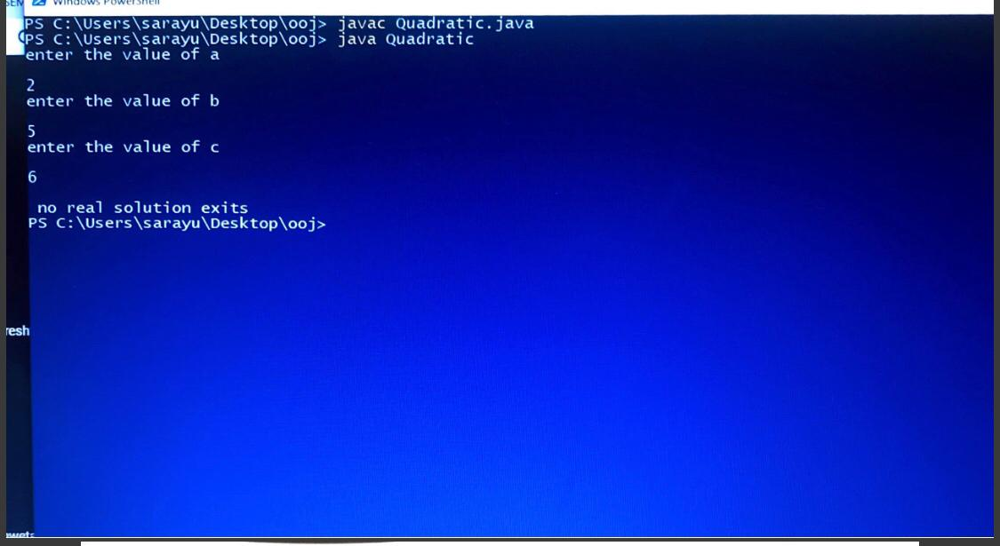 Windows PowerShell
PS C:\Users\sarayu\Desktop\ooj> javac Quadratic.java
PS C:\Users\sarayu\Desktop\ooj> java Quadratic
enter the value of a
2
enter the value of b
5
enter the value of c
6
no real solution exits
PS C:\Users\sarayu\Desktop\ooj>
resh